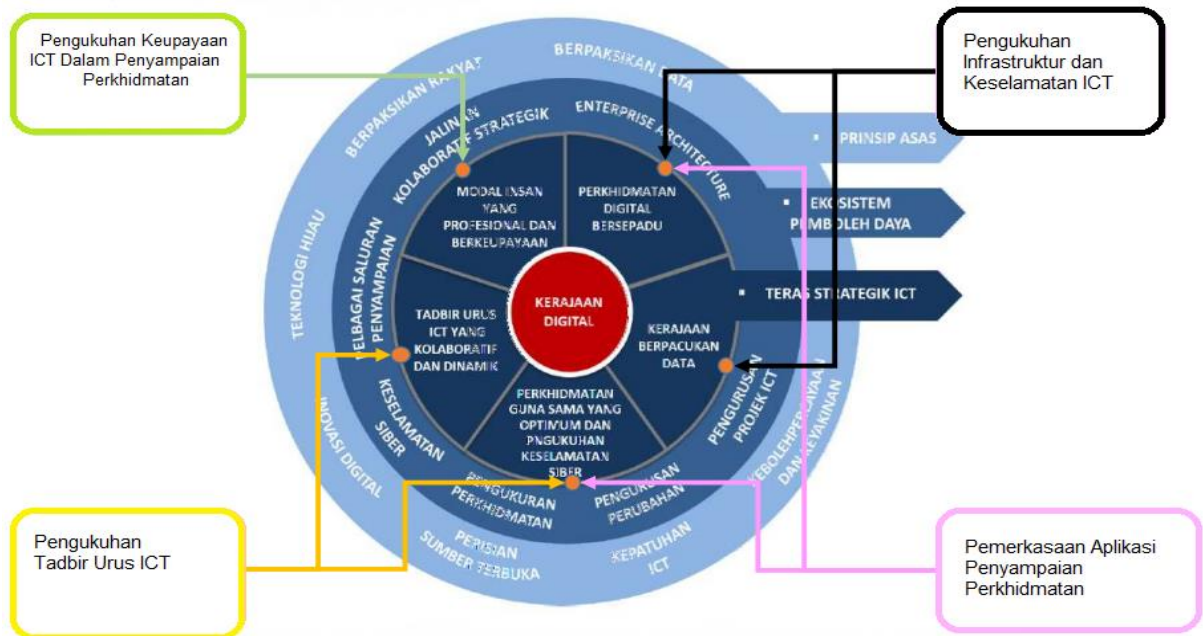 Pengukuhan Keupayaan
ICT Dalam Penyampaian
Perkhidmatan
Pengukuhan
Infrastruktur dan
Keselamatan ICT
BERPAKSIKAN RAKYAT
BERPAKSIKAN DATA
JALINAN
KOLABORATIF STRATEGIK
ENTERPRISE ARCHITECTURE
▪ PRINSIP ASAS
▪ EKOSISTEM
PEMBOLEH DAYA
▪ TERAS STRATEGIK ICT
MODAL INSAN
YANG
PROFESIONAL DAN
BERKEUPAYAAN
PERKHIDMATAN
DIGITAL
BERSEPADU
TEKNOLOGI HIJAU
PELBAGAI SALURAN
PENYAMPAIAN
TADBIR URUS
ICT YANG
KOLABORATIF
DAN DINAMIK
KERAJAAN
DIGITAL
KERAJAAN
BERPACUKAN
DATA
PERKHIDMATAN
GUNA SAMA YANG
OPTIMUM DAN
PNGUKUHAN
KESELAMATAN
SIBER
INOVASI DIGITAL
KESELAMATAN
SIBER
PENGUKURAN
PERKHIDMATAN
PENGURUSAN
PERUBAHAN
PENGURUSAN
PROJEK ICT
KEBOLEHPERCAYAAN
DAN KEYAKINAN
PERISIAN
SUMBER TERBUKA
KEPATUHAN
ICT
Pengukuhan
Tadbir Urus ICT
Pemerkasaan Aplikasi
Penyampaian
Perkhidmatan